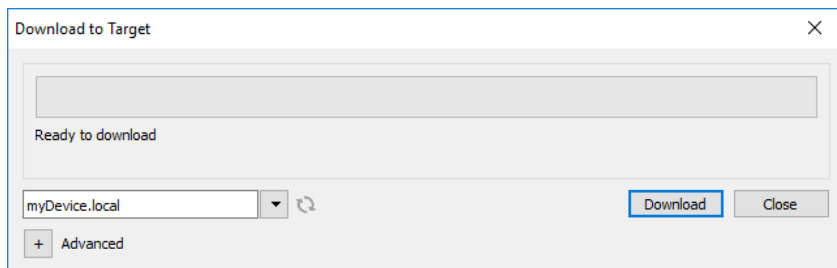 Download to Target
Ready to download
myDevice.local
Download
Close
+ Advanced